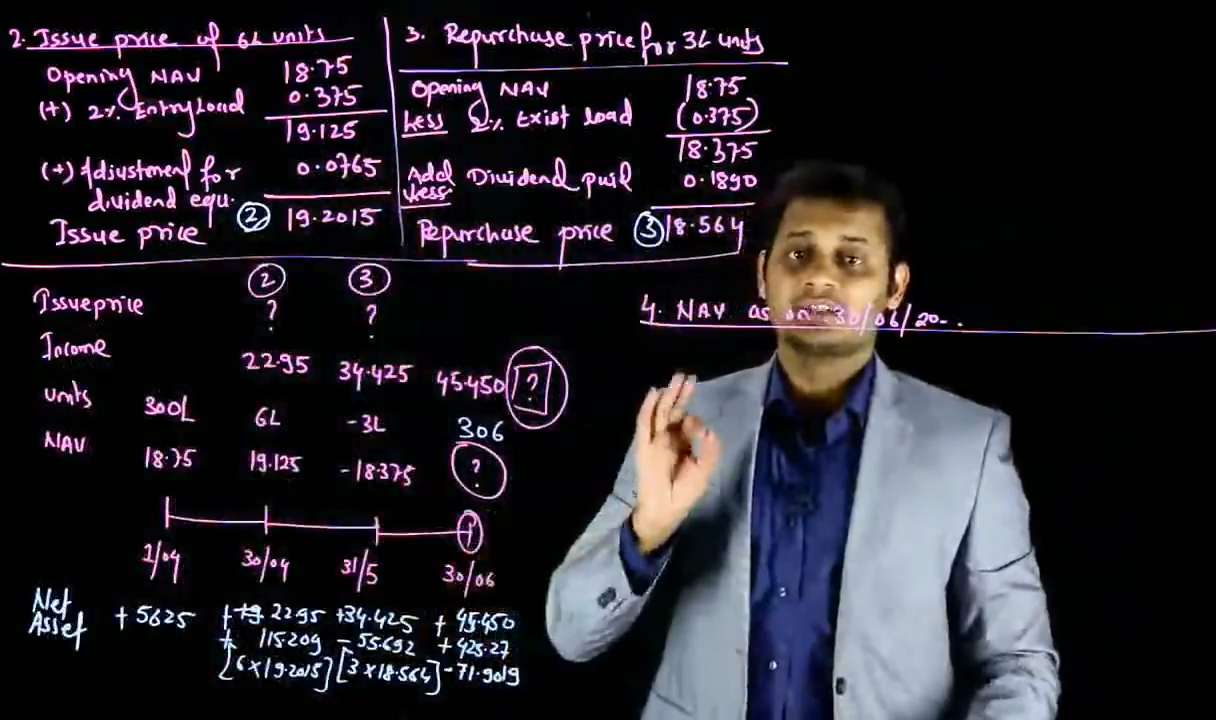 2. Issue price of 6L units
Opening NAV 18.75
(+) 2% Entry Load 0.375
19.125
(+) Adjustment for 0.0765
dividend equ.
Issue price ② 19.2015
3. Repurchase price for 3L units
Opening NAV 18.75
Less 2% Exist load (0.375)
18.375
Add Dividend paid 0.1890
Less
Repurchase price ③ 18.564
② ③
Issue price ? ?
Income 22.95 34.425 45.450 ?
units 300L 6L -3L 306
NAV 18.75 19.125 -18.375 ?
1/04 30/04 31/5 30/06
Net Asset +5625 + 22.95 +34.425 + 45.450
+ 115.209 - 55.692 + 425.27
[6 x 19.2015] [3 x 18.564] -71.9019
4. NAV as on 30/06/20-.